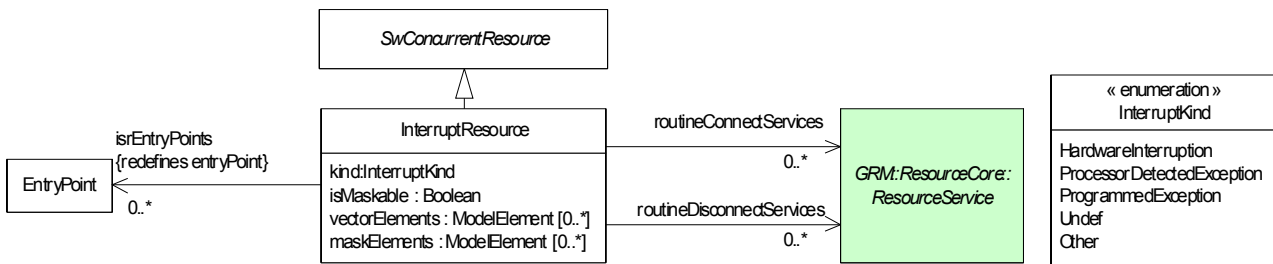 SwConcurrentResource
isrEntryPoints
{redefines entryPoint}
EntryPoint
0..*
InterruptResource
kind:InterruptKind
isMaskable : Boolean
vectorElements : ModelElement [0..*]
maskElements : ModelElement [0..*]
routineConnectServices
0..*
routineDisconnectServices
0..*
GRM::ResourceCore::
ResourceService
« enumeration »
InterruptKind
HardwareInterruption
ProcessorDetectedException
ProgrammedException
Undef
Other